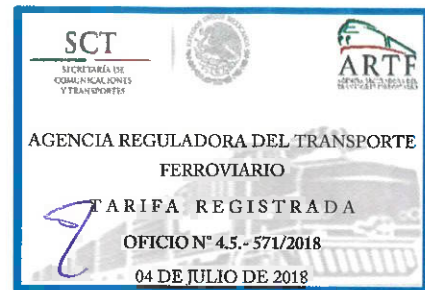 SCT
SECRETARÍA DE
COMUNICACIONES
Y TRANSPORTES
ARTF
AGENCIA REGULADORA DEL TRANSPORTE
FERROVIARIO
TARIFA REGISTRADA
OFICIO N° 4.5.- 571/2018
04 DE JULIO DE 2018